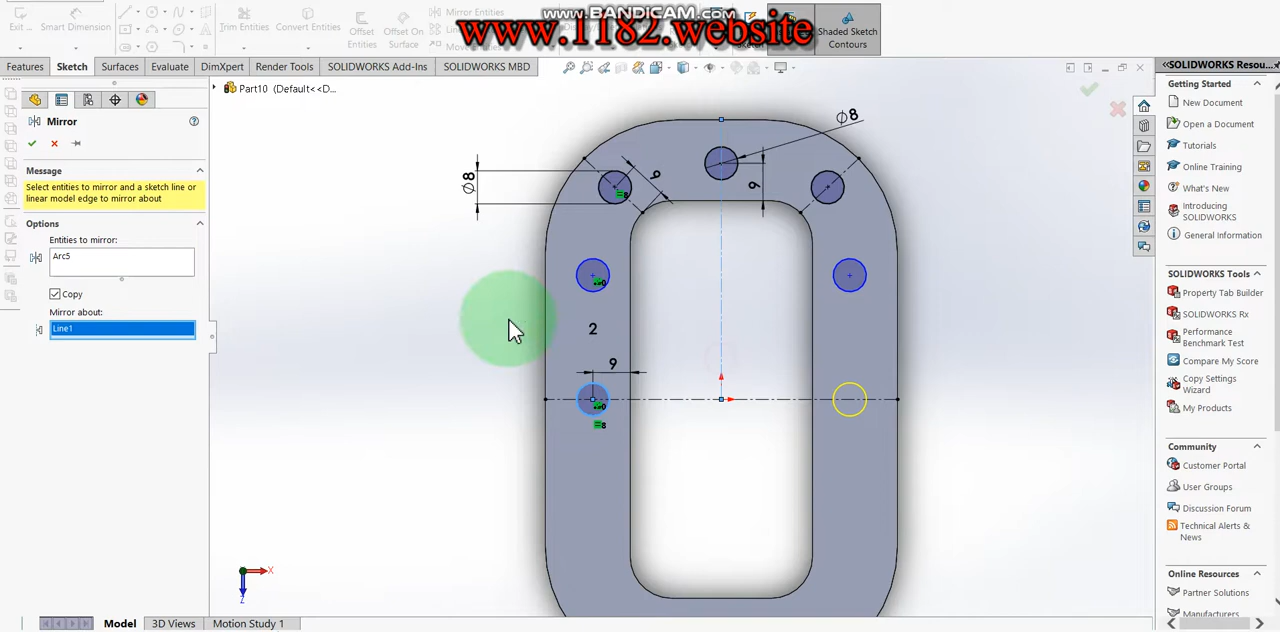 www.BANDICAM.com
www.1182.website
Exit
Smart Dimension
Trim Entities
Convert Entities
Offset Entities
Offset On Surface
Mirror Entities
Shaded Sketch Contours
Features
Sketch
Surfaces
Evaluate
DimXpert
Render Tools
SOLIDWORKS Add-Ins
SOLIDWORKS MBD
SOLIDWORKS Resou...
Part10 (Default<<D...
Mirror
Message
Select entities to mirror and a sketch line or linear model edge to mirror about
Options
Entities to mirror:
Arc5
Copy
Mirror about:
Line1
⌀8
⌀8
9
9
2
9
8
X
Z
Getting Started
New Document
Open a Document
Tutorials
Online Training
What's New
Introducing SOLIDWORKS
General Information
SOLIDWORKS Tools
Property Tab Builder
SOLIDWORKS Rx
Performance Benchmark Test
Compare My Score
Copy Settings Wizard
My Products
Community
Customer Portal
User Groups
Discussion Forum
Technical Alerts & News
Online Resources
Partner Solutions
Manufacturers
Model
3D Views
Motion Study 1